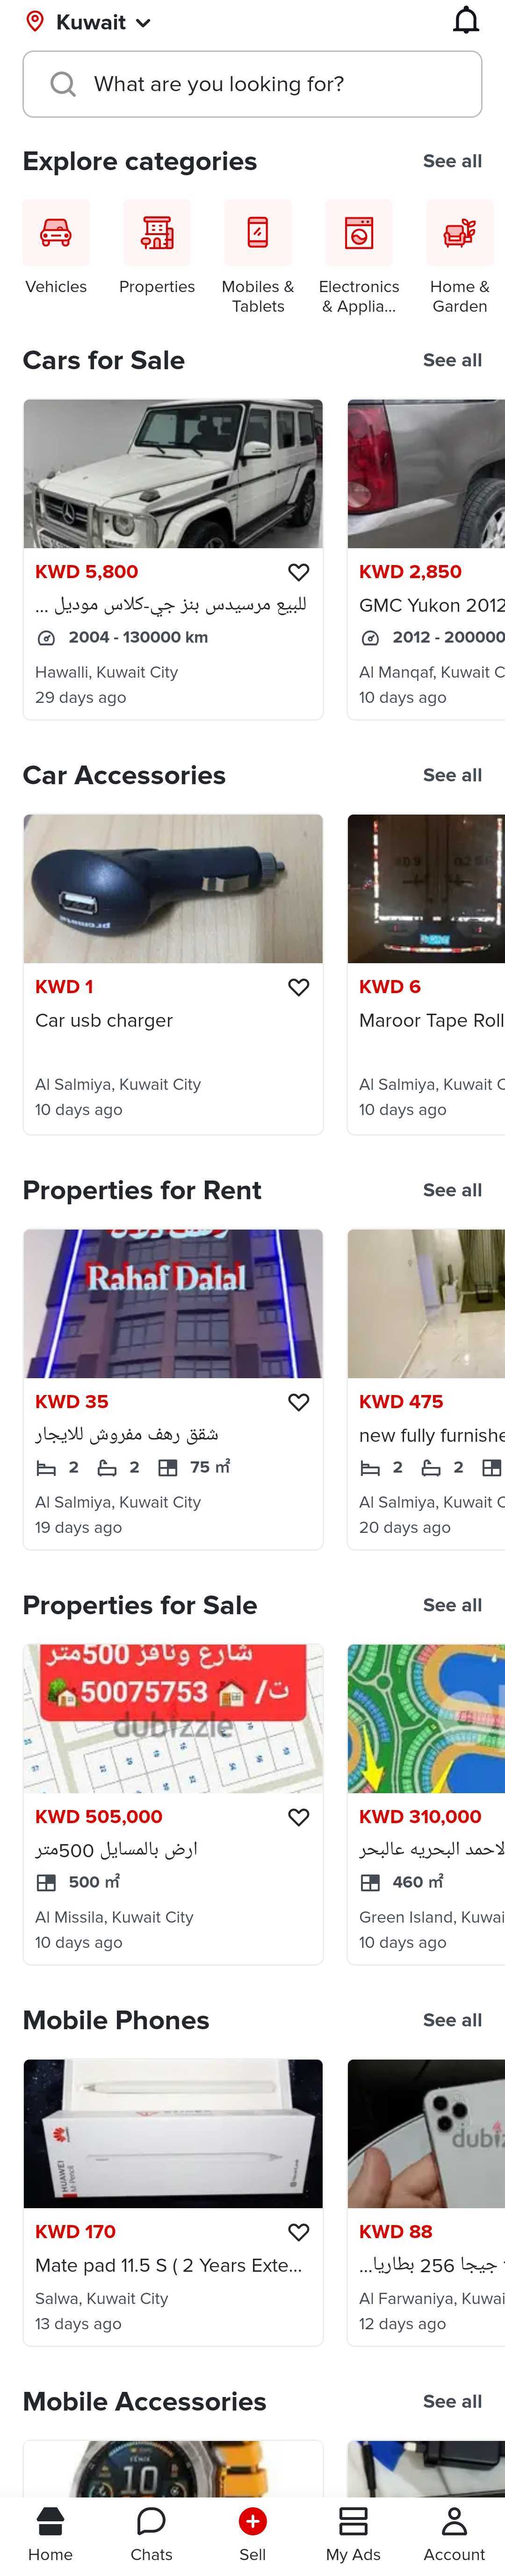 Kuwait
What are you looking for?
Explore categories
See all
Vehicles
Properties
Mobiles &
Tablets
Electronics
& Applia...
Home &
Garden
Cars for Sale
See all
KWD 5,800
للبيع مرسيدس بنز جي-كلاس موديل ...
2004 - 130000 km
Hawalli, Kuwait City
29 days ago
KWD 2,850
GMC Yukon 2012
2012 - 200000
Al Manqaf, Kuwait C
10 days ago
Car Accessories
See all
promate
KWD 1
Car usb charger
Al Salmiya, Kuwait City
10 days ago
KWD 6
Maroor Tape Roll
Al Salmiya, Kuwait C
10 days ago
Properties for Rent
See all
Rahaf Dalal
KWD 35
شقق رهف مفروش للايجار
2 2 75 m²
Al Salmiya, Kuwait City
19 days ago
KWD 475
new fully furnishe
2 2
Al Salmiya, Kuwait C
20 days ago
Properties for Sale
See all
شارع ونافز 500متر
ت/ 50075753
dubizzle
KWD 505,000
ارض بالمسايل 500متر
500 m²
Al Missila, Kuwait City
10 days ago
KWD 310,000
لاحمد البحريه عالبحر
460 m²
Green Island, Kuwai
10 days ago
Mobile Phones
See all
HUAWEI
M-Pencil
dubiz
KWD 170
Mate pad 11.5 S ( 2 Years Exte...
Salwa, Kuwait City
13 days ago
KWD 88
جيجا 256 بطاريا...
Al Farwaniya, Kuwai
12 days ago
Mobile Accessories
See all
FENIX
10
Home
Chats
Sell
My Ads
Account